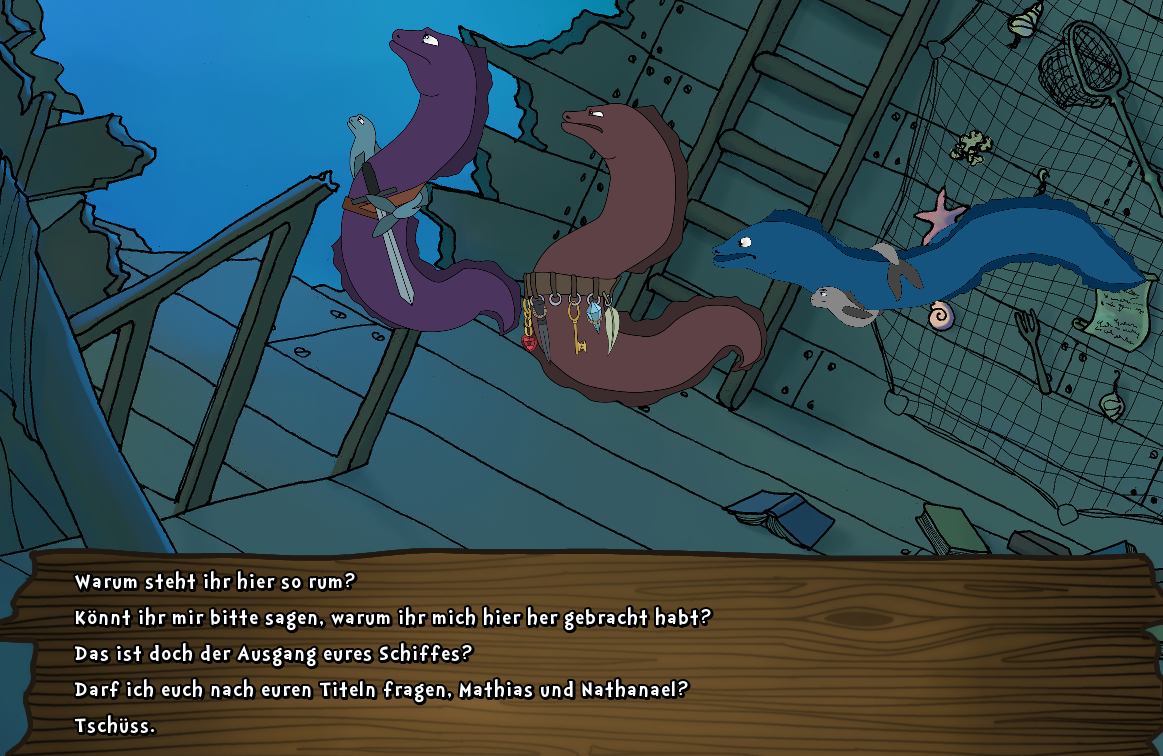 Warum steht ihr hier so rum?
Könnt ihr mir bitte sagen, warum ihr mich hier her gebracht habt?
Das ist doch der Ausgang eures Schiffes?
Darf ich euch nach euren Titeln fragen, Mathias und Nathanael?
Tschüss.